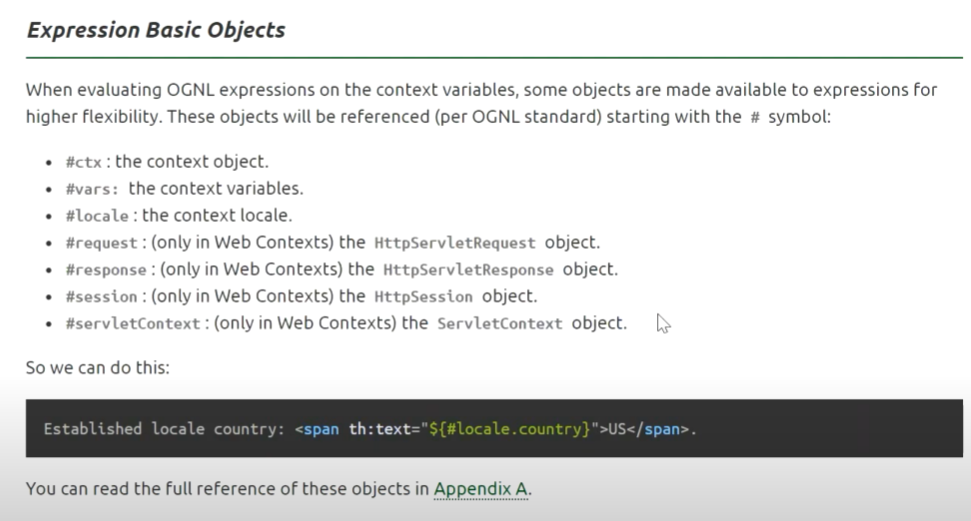 Expression Basic Objects
When evaluating OGNL expressions on the context variables, some objects are made available to expressions for
higher flexibility. These objects will be referenced (per OGNL standard) starting with the # symbol:
• #ctx : the context object.
• #vars: the context variables.
• #locale : the context locale.
• #request : (only in Web Contexts) the HttpServletRequest object.
• #response : (only in Web Contexts) the HttpServletResponse object.
• #session : (only in Web Contexts) the HttpSession object.
• #servletContext : (only in Web Contexts) the ServletContext object.
So we can do this:
Established locale country: <span th:text="${#locale.country}">US</span>.
You can read the full reference of these objects in Appendix A.